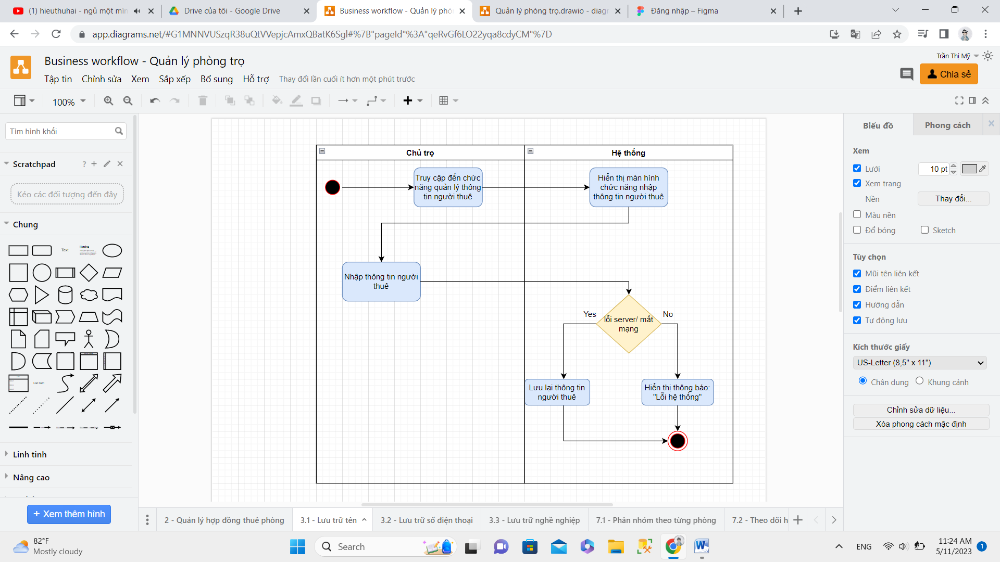 (1) hieuthuhai - ngủ một mìn
Drive của tôi - Google Drive
Business workflow - Quản lý phò
Quản lý phòng trọ.drawio - diag
Đăng nhập – Figma
app.diagrams.net/#G1MNNVUSzqR38uQtVVepjcAmxQBatK6Sgl#%7B"pageId"%3A"qeRvGf6LO22yqa8cdyCM"%7D
Business workflow - Quản lý phòng trọ
Trần Thị Mỹ
Tập tin Chỉnh sửa Xem Sắp xếp Bổ sung Hỗ trợ Thay đổi lần cuối ít hơn một phút trước
Chia sẻ
100%
Tìm hình khối
Scratchpad
?
Kéo các đối tượng đến đây
Chung
Text
Heading
List Item
Linh tinh
Nâng cao
+ Xem thêm hình
Chủ trọ
Hệ thống
Truy cập đến chức
năng quản lý thông
tin người thuê
Hiển thị màn hình
chức năng nhập
thông tin người thuê
Nhập thông tin người
thuê
Yes
lỗi server/ mất
mạng
No
Lưu lại thông tin
người thuê
Hiển thị thông báo:
"Lỗi hệ thống"
Biểu đồ
Phong cách
Xem
Lưới
10 pt
Xem trang
Nền
Thay đổi...
Màu nền
Đổ bóng
Sketch
Tùy chọn
Mũi tên liên kết
Điểm liên kết
Hướng dẫn
Tự động lưu
Kích thước giấy
US-Letter (8,5" x 11")
Chân dung
Khung cảnh
Chỉnh sửa dữ liệu...
Xóa phong cách mặc định
2 - Quản lý hợp đồng thuê phòng
3.1 - Lưu trữ tên
3.2 - Lưu trữ số điện thoại
3.3 - Lưu trữ nghề nghiệp
7.1 - Phân nhóm theo từng phòng
7.2 - Theo dõi h
82°F
Mostly cloudy
Search
ENG
11:24 AM
5/11/2023
1